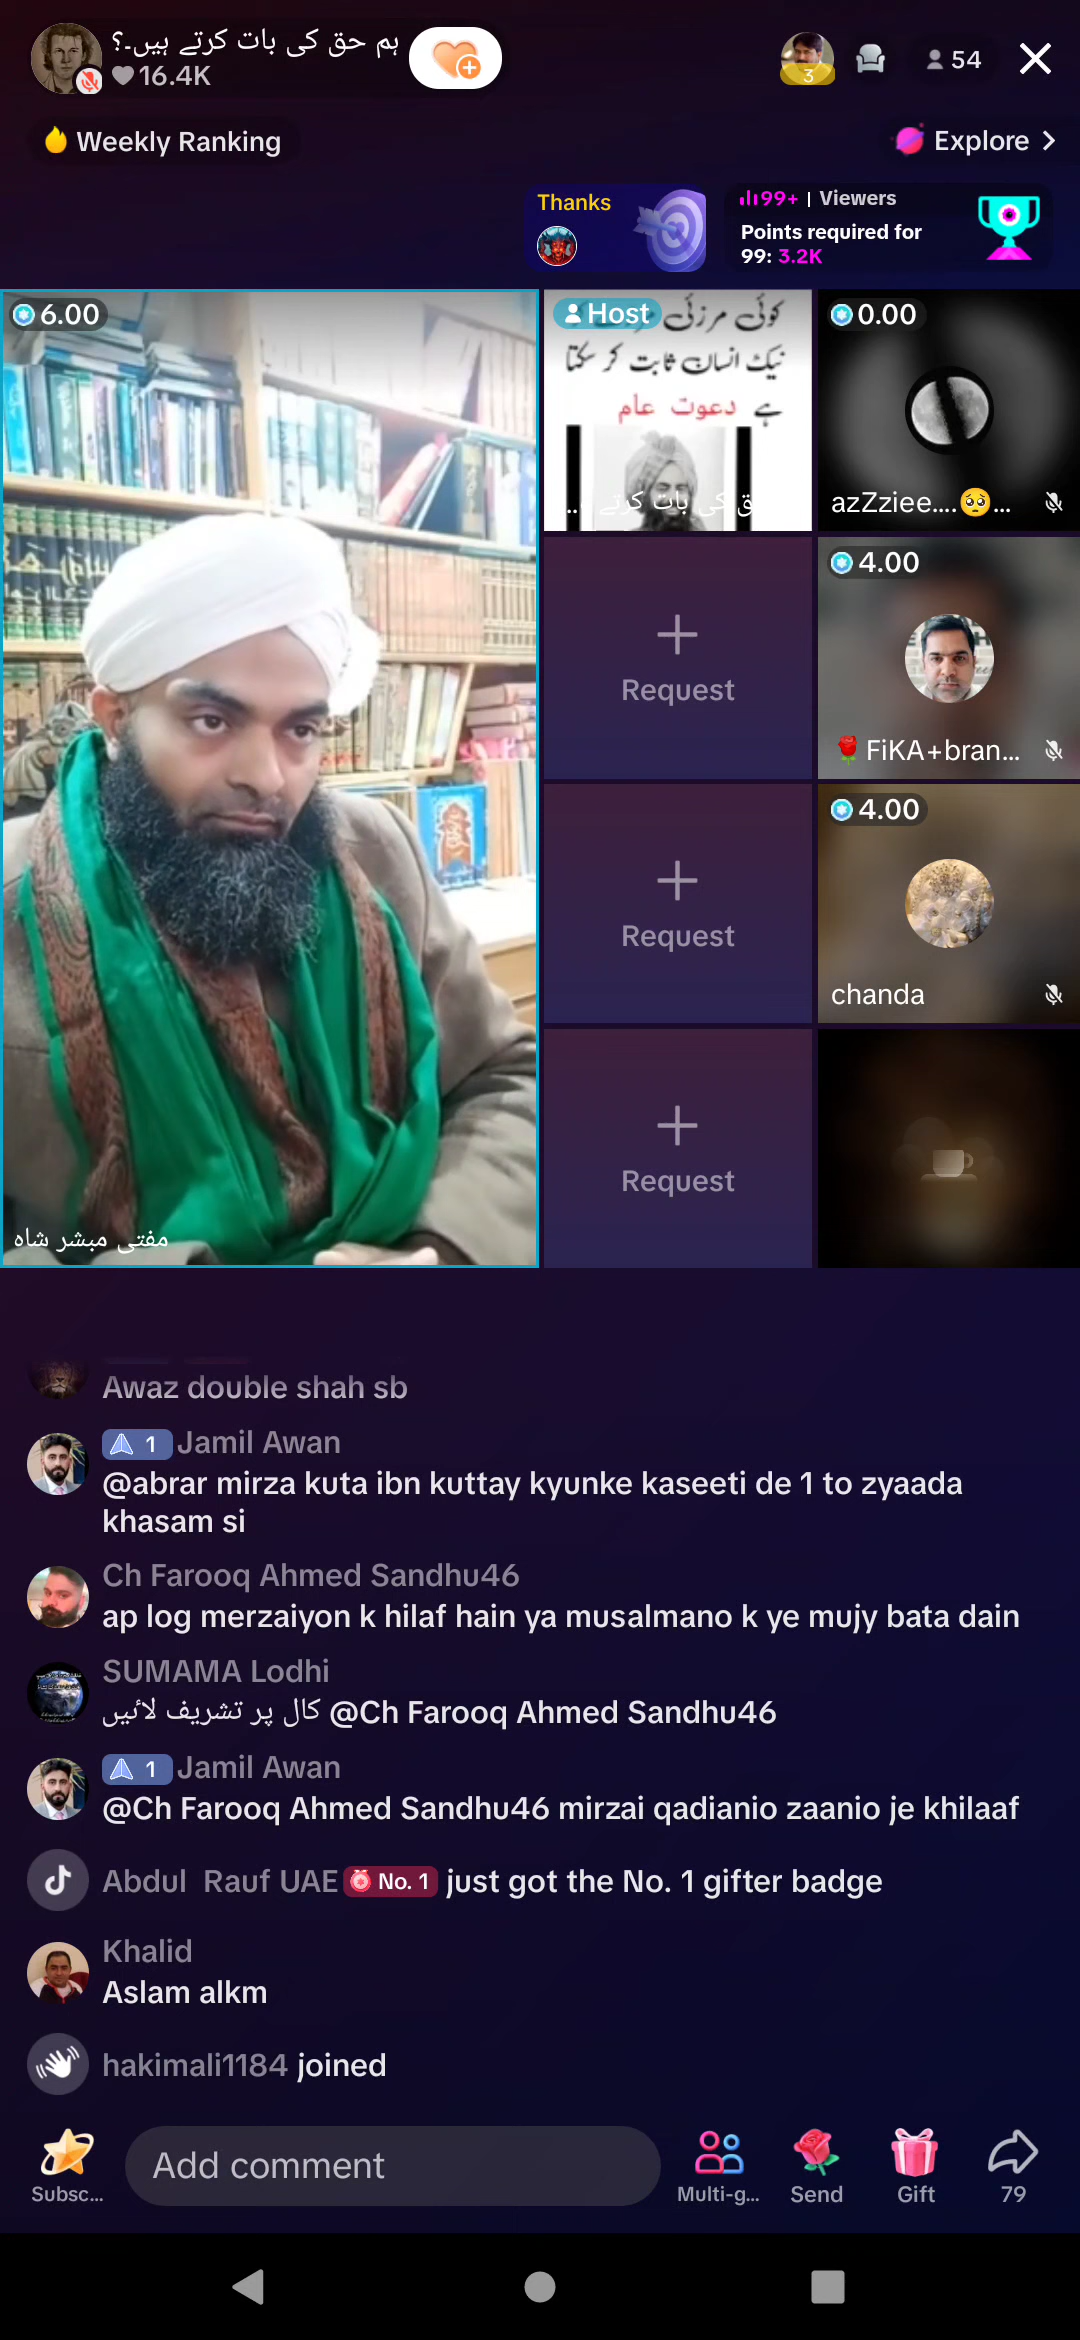 ہم حق کی بات کرتے ہیں۔؟
16.4K
3
54
Weekly Ranking
Explore
Thanks
99+ | Viewers
Points required for
99: 3.2K
6.00
مفتی مبشر شاہ
Host
کوئی مرزئی
نیک انسان ثابت کر سکتا
ہے دعوت عام
ق کی بات کرتے ..
0.00
azZziee....🥺...
Request
4.00
🌹FiKA+bran...
Request
4.00
chanda
Request
Awaz double shah sb
1 Jamil Awan
@abrar mirza kuta ibn kuttay kyunke kaseeti de 1 to zyaada
khasam si
Ch Farooq Ahmed Sandhu46
ap log merzaiyon k hilaf hain ya musalmano k ye mujy bata dain
SUMAMA Lodhi
کال پر تشریف لائیں @Ch Farooq Ahmed Sandhu46
1 Jamil Awan
@Ch Farooq Ahmed Sandhu46 mirzai qadianio zaanio je khilaaf
Abdul Rauf UAE No. 1 just got the No. 1 gifter badge
Khalid
Aslam alkm
hakimali1184 joined
Subsc...
Add comment
Multi-g...
Send
Gift
79